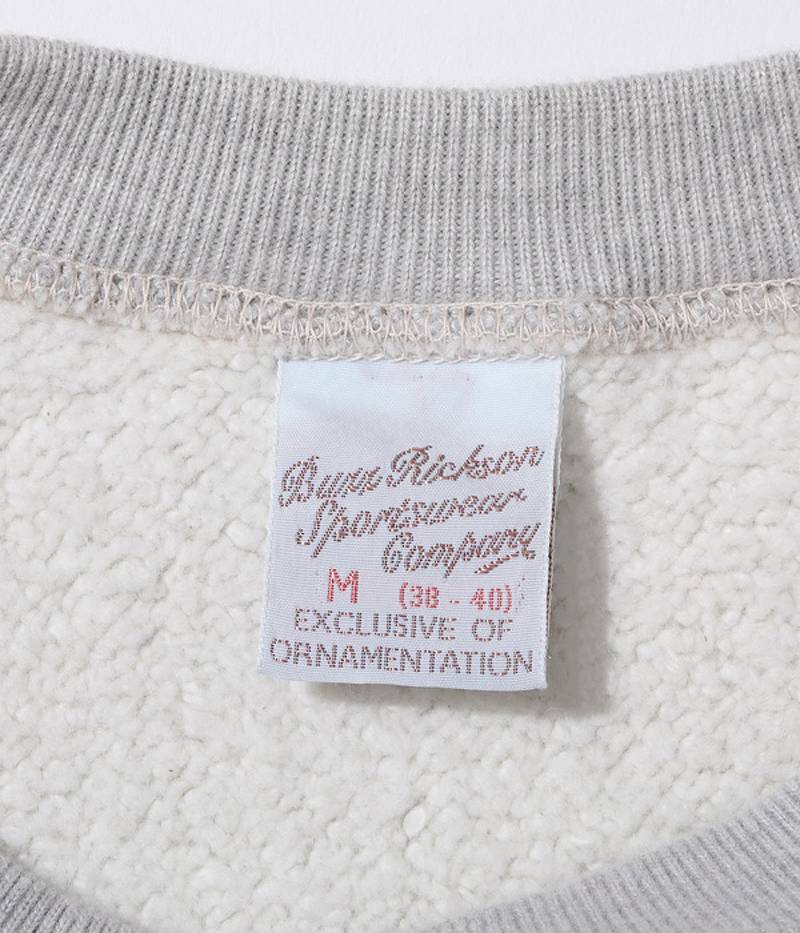 Buzz Rickson
Sportswear
Company
M (38 - 40)
EXCLUSIVE OF
ORNAMENTATION